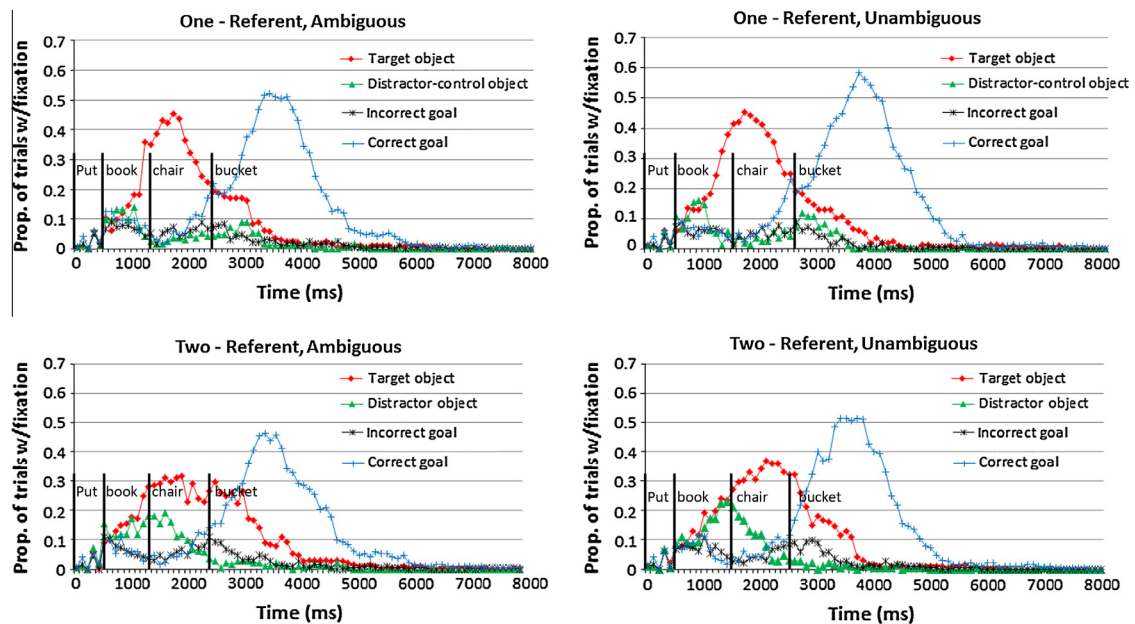 One - Referent, Ambiguous
Prop. of trials w/fixation
0.7
0.6
0.5
0.4
0.3
0.2
0.1
0
Target object
Distractor-control object
Incorrect goal
Correct goal
Put book chair bucket
0 1000 2000 3000 4000 5000 6000 7000 8000
Time (ms)
One - Referent, Unambiguous
Prop. of trials w/fixation
0.7
0.6
0.5
0.4
0.3
0.2
0.1
0
Target object
Distractor-control object
Incorrect goal
Correct goal
Put book chair bucket
0 1000 2000 3000 4000 5000 6000 7000 8000
Time (ms)
Two - Referent, Ambiguous
Prop. of trials w/fixation
0.7
0.6
0.5
0.4
0.3
0.2
0.1
0
Target object
Distractor object
Incorrect goal
Correct goal
Put book chair bucket
0 1000 2000 3000 4000 5000 6000 7000 8000
Time (ms)
Two - Referent, Unambiguous
Prop. of trials w/fixation
0.7
0.6
0.5
0.4
0.3
0.2
0.1
0
Target object
Distractor object
Incorrect goal
Correct goal
Put book chair bucket
0 1000 2000 3000 4000 5000 6000 7000 8000
Time (ms)